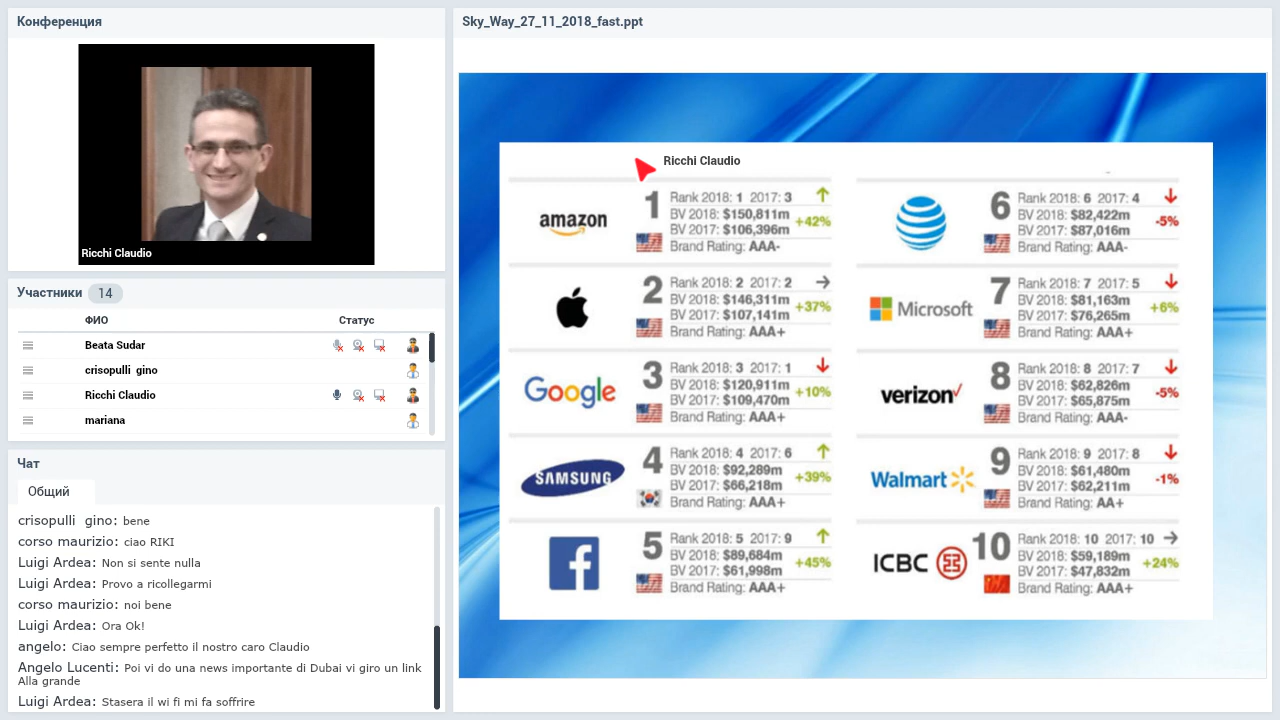 Конференция
Ricchi Claudio
Участники 14
ФИО Статус
Beata Sudar
crisopulli gino
Ricchi Claudio
mariana
Чат
Общий
crisopulli gino: bene
corso maurizio: ciao RIKI
Luigi Ardea: Non si sente nulla
Luigi Ardea: Provo a ricollegarmi
corso maurizio: noi bene
Luigi Ardea: Ora Ok!
angelo: Ciao sempre perfetto il nostro caro Claudio
Angelo Lucenti: Poi vi do una news importante di Dubai vi giro un link
Alla grande
Luigi Ardea: Stasera il wi fi mi fa soffrire
Sky_Way_27_11_2018_fast.ppt
Ricchi Claudio
amazon
1
Rank 2018: 1 2017: 3
BV 2018: $150,811m
BV 2017: $106,396m
+42%
Brand Rating: AAA-
2
Rank 2018: 2 2017: 2
BV 2018: $146,311m
BV 2017: $107,141m
+37%
Brand Rating: AAA+
Google
3
Rank 2018: 3 2017: 1
BV 2018: $120,911m
BV 2017: $109,470m
+10%
Brand Rating: AAA+
SAMSUNG
4
Rank 2018: 4 2017: 6
BV 2018: $92,289m
BV 2017: $66,218m
+39%
Brand Rating: AAA+
f
5
Rank 2018: 5 2017: 9
BV 2018: $89,684m
BV 2017: $61,998m
+45%
Brand Rating: AAA+
6
Rank 2018: 6 2017: 4
BV 2018: $82,422m
BV 2017: $87,016m
-5%
Brand Rating: AAA-
Microsoft
7
Rank 2018: 7 2017: 5
BV 2018: $81,163m
BV 2017: $76,265m
+6%
Brand Rating: AAA+
verizon
8
Rank 2018: 8 2017: 7
BV 2018: $62,826m
BV 2017: $65,875m
-5%
Brand Rating: AAA-
Walmart
9
Rank 2018: 9 2017: 8
BV 2018: $61,480m
BV 2017: $62,211m
-1%
Brand Rating: AA+
ICBC
10
Rank 2018: 10 2017: 10
BV 2018: $59,189m
BV 2017: $47,832m
+24%
Brand Rating: AAA+